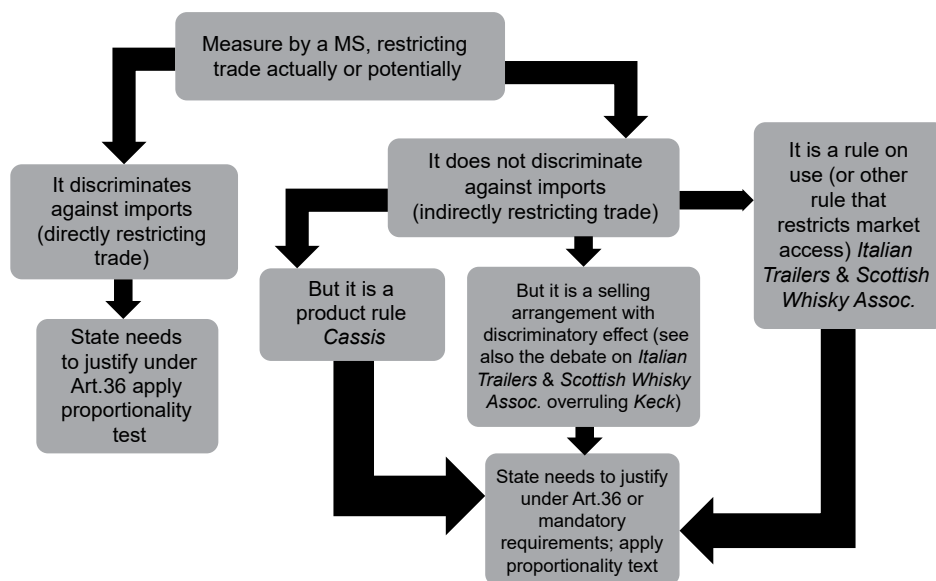 Measure by a MS, restricting
trade actually or potentially
It discriminates
against imports
(directly restricting
trade)
State needs
to justify under
Art.36 apply
proportionality
test
It does not discriminate
against imports
(indirectly restricting trade)
But it is a
product rule
Cassis
But it is a selling
arrangement with
discriminatory effect (see
also the debate on Italian
Trailers & Scottish Whisky
Assoc. overruling Keck)
It is a rule on
use (or other
rule that
restricts market
access) Italian
Trailers & Scottish
Whisky Assoc.
State needs to justify
under Art.36 or
mandatory
requirements; apply
proportionality text